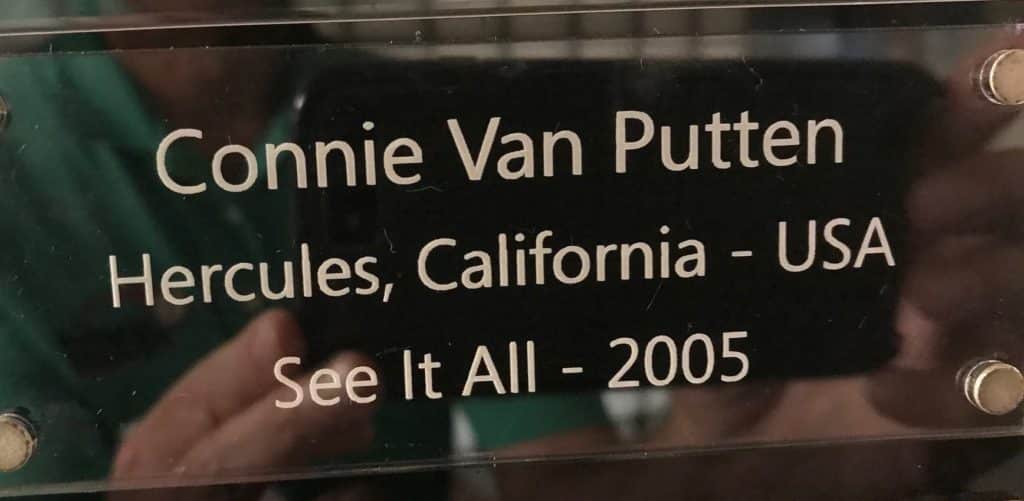 Connie Van Putten
Hercules, California - USA
See It All - 2005